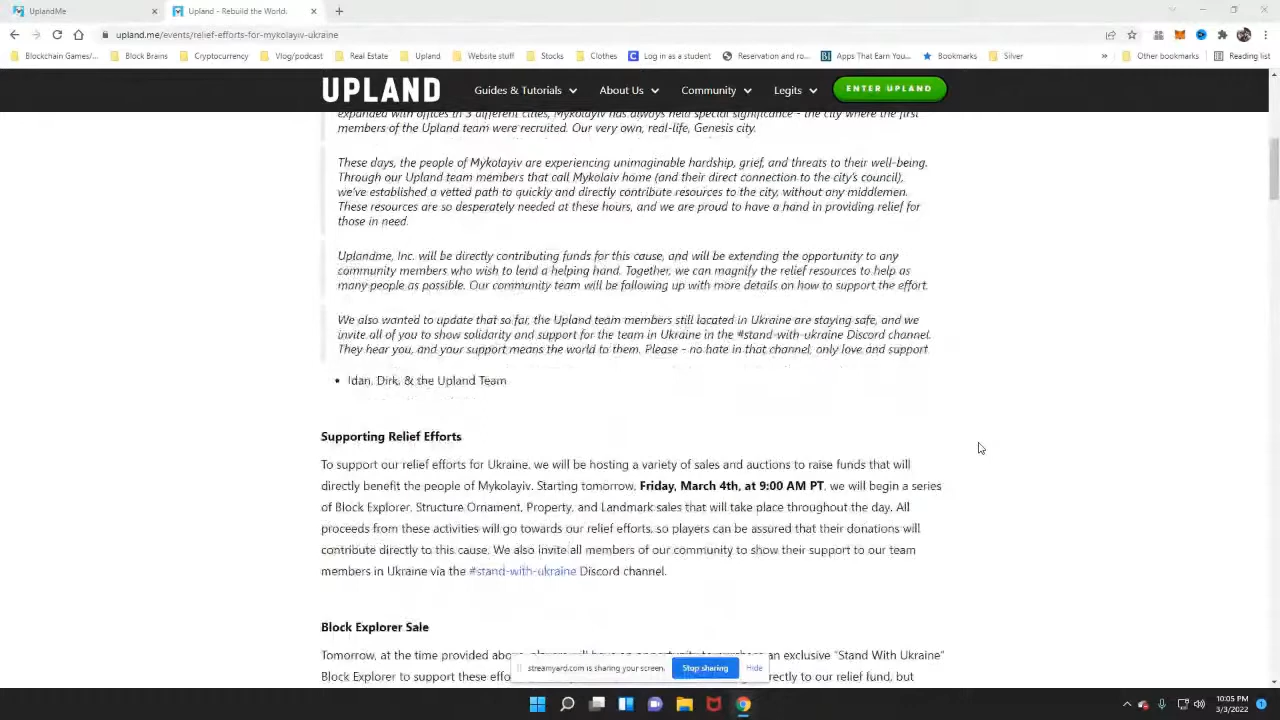 UplandMe
Upland - Rebuild the World.
upland.me/events/relief-efforts-for-mykolayiv-ukraine
Blockchain Games/...
Block Brains
Cryptocurrency
Vlog/podcast
Real Estate
Upland
Website stuff
Stocks
Clothes
Log in as a student
Reservation and ro...
Apps That Earn You...
Bookmarks
Silver
Other bookmarks
Reading list
UPLAND
Guides & Tutorials
About Us
Community
Legits
ENTER UPLAND
expanded with offices in 3 different cities, Mykolayiv has always held special significance - the city where the first
members of the Upland team were recruited. Our very own, real-life, Genesis city.
These days, the people of Mykolayiv are experiencing unimaginable hardship, grief, and threats to their well-being.
Through our Upland team members that call Mykolaiv home (and their direct connection to the city's council),
we've established a vetted path to quickly and directly contribute resources to the city, without any middlemen.
These resources are so desperately needed at these hours, and we are proud to have a hand in providing relief for
those in need.
Uplandme, Inc. will be directly contributing funds for this cause, and will be extending the opportunity to any
community members who wish to lend a helping hand. Together, we can magnify the relief resources to help as
many people as possible. Our community team will be following up with more details on how to support the effort.
We also wanted to update that so far, the Upland team members still located in Ukraine are staying safe, and we
invite all of you to show solidarity and support for the team in Ukraine in the #stand-with-ukraine Discord channel.
They hear you, and your support means the world to them. Please - no hate in that channel, only love and support
• Idan, Dirk, & the Upland Team
Supporting Relief Efforts
To support our relief efforts for Ukraine, we will be hosting a variety of sales and auctions to raise funds that will
directly benefit the people of Mykolayiv. Starting tomorrow, Friday, March 4th, at 9:00 AM PT, we will begin a series
of Block Explorer, Structure Ornament, Property, and Landmark sales that will take place throughout the day. All
proceeds from these activities will go towards our relief efforts, so players can be assured that their donations will
contribute directly to this cause. We also invite all members of our community to show their support to our team
members in Ukraine via the #stand-with-ukraine Discord channel.
Block Explorer Sale
Tomorrow, at the time provided above, players will have an exclusive "Stand With Ukraine"
Block Explorer to support these directly to our relief fund, but
streamyard.com is sharing your screen.
Stop sharing
Hide
10:05 PM
3/3/2022